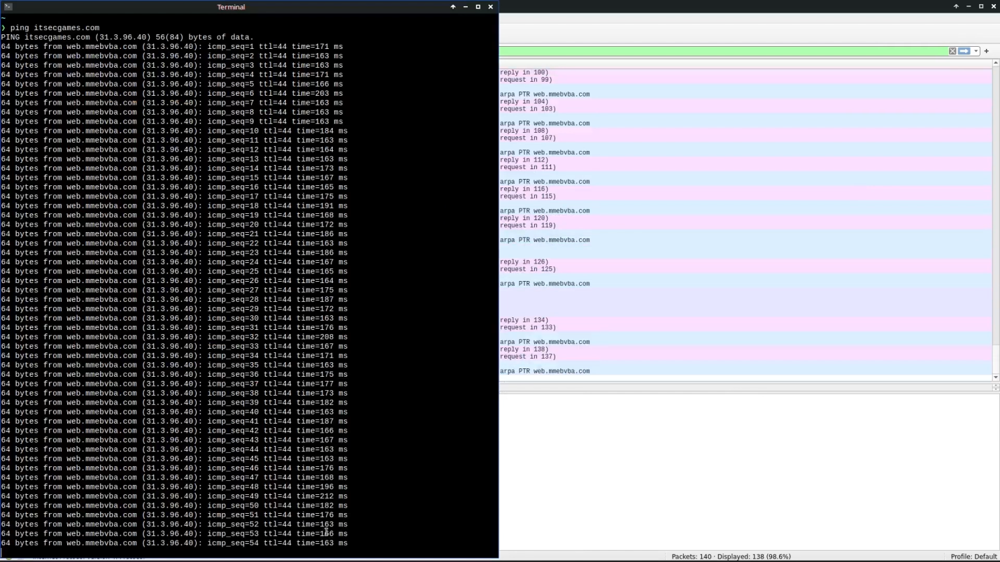 Terminal
~
❯ ping itsecgames.com
PING itsecgames.com (31.3.96.40) 56(84) bytes of data.
64 bytes from web.mmebvba.com (31.3.96.40): icmp_seq=1 ttl=44 time=171 ms
64 bytes from web.mmebvba.com (31.3.96.40): icmp_seq=2 ttl=44 time=163 ms
64 bytes from web.mmebvba.com (31.3.96.40): icmp_seq=3 ttl=44 time=163 ms
64 bytes from web.mmebvba.com (31.3.96.40): icmp_seq=4 ttl=44 time=171 ms
64 bytes from web.mmebvba.com (31.3.96.40): icmp_seq=5 ttl=44 time=166 ms
64 bytes from web.mmebvba.com (31.3.96.40): icmp_seq=6 ttl=44 time=203 ms
64 bytes from web.mmebvba.com (31.3.96.40): icmp_seq=7 ttl=44 time=163 ms
64 bytes from web.mmebvba.com (31.3.96.40): icmp_seq=8 ttl=44 time=163 ms
64 bytes from web.mmebvba.com (31.3.96.40): icmp_seq=9 ttl=44 time=163 ms
64 bytes from web.mmebvba.com (31.3.96.40): icmp_seq=10 ttl=44 time=184 ms
64 bytes from web.mmebvba.com (31.3.96.40): icmp_seq=11 ttl=44 time=163 ms
64 bytes from web.mmebvba.com (31.3.96.40): icmp_seq=12 ttl=44 time=164 ms
64 bytes from web.mmebvba.com (31.3.96.40): icmp_seq=13 ttl=44 time=163 ms
64 bytes from web.mmebvba.com (31.3.96.40): icmp_seq=14 ttl=44 time=173 ms
64 bytes from web.mmebvba.com (31.3.96.40): icmp_seq=15 ttl=44 time=167 ms
64 bytes from web.mmebvba.com (31.3.96.40): icmp_seq=16 ttl=44 time=165 ms
64 bytes from web.mmebvba.com (31.3.96.40): icmp_seq=17 ttl=44 time=175 ms
64 bytes from web.mmebvba.com (31.3.96.40): icmp_seq=18 ttl=44 time=191 ms
64 bytes from web.mmebvba.com (31.3.96.40): icmp_seq=19 ttl=44 time=168 ms
64 bytes from web.mmebvba.com (31.3.96.40): icmp_seq=20 ttl=44 time=172 ms
64 bytes from web.mmebvba.com (31.3.96.40): icmp_seq=21 ttl=44 time=186 ms
64 bytes from web.mmebvba.com (31.3.96.40): icmp_seq=22 ttl=44 time=163 ms
64 bytes from web.mmebvba.com (31.3.96.40): icmp_seq=23 ttl=44 time=186 ms
64 bytes from web.mmebvba.com (31.3.96.40): icmp_seq=24 ttl=44 time=167 ms
64 bytes from web.mmebvba.com (31.3.96.40): icmp_seq=25 ttl=44 time=165 ms
64 bytes from web.mmebvba.com (31.3.96.40): icmp_seq=26 ttl=44 time=164 ms
64 bytes from web.mmebvba.com (31.3.96.40): icmp_seq=27 ttl=44 time=175 ms
64 bytes from web.mmebvba.com (31.3.96.40): icmp_seq=28 ttl=44 time=187 ms
64 bytes from web.mmebvba.com (31.3.96.40): icmp_seq=29 ttl=44 time=172 ms
64 bytes from web.mmebvba.com (31.3.96.40): icmp_seq=30 ttl=44 time=163 ms
64 bytes from web.mmebvba.com (31.3.96.40): icmp_seq=31 ttl=44 time=176 ms
64 bytes from web.mmebvba.com (31.3.96.40): icmp_seq=32 ttl=44 time=208 ms
64 bytes from web.mmebvba.com (31.3.96.40): icmp_seq=33 ttl=44 time=167 ms
64 bytes from web.mmebvba.com (31.3.96.40): icmp_seq=34 ttl=44 time=171 ms
64 bytes from web.mmebvba.com (31.3.96.40): icmp_seq=35 ttl=44 time=163 ms
64 bytes from web.mmebvba.com (31.3.96.40): icmp_seq=36 ttl=44 time=175 ms
64 bytes from web.mmebvba.com (31.3.96.40): icmp_seq=37 ttl=44 time=177 ms
64 bytes from web.mmebvba.com (31.3.96.40): icmp_seq=38 ttl=44 time=173 ms
64 bytes from web.mmebvba.com (31.3.96.40): icmp_seq=39 ttl=44 time=182 ms
64 bytes from web.mmebvba.com (31.3.96.40): icmp_seq=40 ttl=44 time=163 ms
64 bytes from web.mmebvba.com (31.3.96.40): icmp_seq=41 ttl=44 time=187 ms
64 bytes from web.mmebvba.com (31.3.96.40): icmp_seq=42 ttl=44 time=166 ms
64 bytes from web.mmebvba.com (31.3.96.40): icmp_seq=43 ttl=44 time=167 ms
64 bytes from web.mmebvba.com (31.3.96.40): icmp_seq=44 ttl=44 time=163 ms
64 bytes from web.mmebvba.com (31.3.96.40): icmp_seq=45 ttl=44 time=163 ms
64 bytes from web.mmebvba.com (31.3.96.40): icmp_seq=46 ttl=44 time=176 ms
64 bytes from web.mmebvba.com (31.3.96.40): icmp_seq=47 ttl=44 time=168 ms
64 bytes from web.mmebvba.com (31.3.96.40): icmp_seq=48 ttl=44 time=196 ms
64 bytes from web.mmebvba.com (31.3.96.40): icmp_seq=49 ttl=44 time=212 ms
64 bytes from web.mmebvba.com (31.3.96.40): icmp_seq=50 ttl=44 time=182 ms
64 bytes from web.mmebvba.com (31.3.96.40): icmp_seq=51 ttl=44 time=176 ms
64 bytes from web.mmebvba.com (31.3.96.40): icmp_seq=52 ttl=44 time=163 ms
64 bytes from web.mmebvba.com (31.3.96.40): icmp_seq=53 ttl=44 ms
64 bytes from web.mmebvba.com (31.3.96.40): icmp_seq=54 ttl=44 time=163 ms
reply in 100)
request in 99)
arpa PTR web.mmebvba.com
reply in 104)
request in 103)
arpa PTR web.mmebvba.com
reply in 108)
request in 107)
arpa PTR web.mmebvba.com
reply in 112)
request in 111)
arpa PTR web.mmebvba.com
reply in 116)
request in 115)
arpa PTR web.mmebvba.com
reply in 120)
request in 119)
arpa PTR web.mmebvba.com
reply in 126)
request in 125)
arpa PTR web.mmebvba.com
reply in 134)
request in 133)
arpa PTR web.mmebvba.com
reply in 138)
request in 137)
arpa PTR web.mmebvba.com
Packets: 140 · Displayed: 138 (98.6%)
Profile: Default